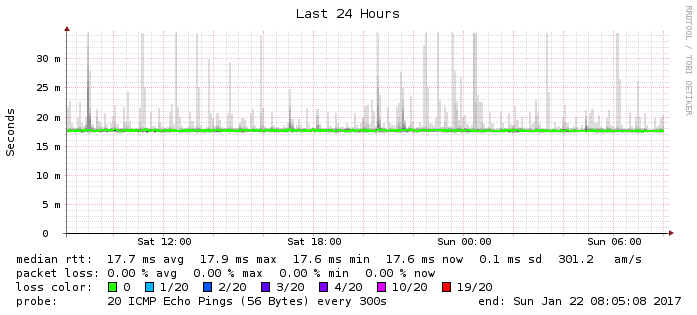 Last 24 Hours
RRDTOOL / TOBI OETIKER
Seconds
30 m
25 m
20 m
15 m
10 m
5 m
0
Sat 12:00 Sat 18:00 Sun 00:00 Sun 06:00
median rtt: 17.7 ms avg 17.9 ms max 17.6 ms min 17.6 ms now 0.1 ms sd 301.2 am/s
packet loss: 0.00 % avg 0.00 % max 0.00 % min 0.00 % now
loss color: 0 1/20 2/20 3/20 4/20 10/20 19/20
probe: 20 ICMP Echo Pings (56 Bytes) every 300s end: Sun Jan 22 08:05:08 2017